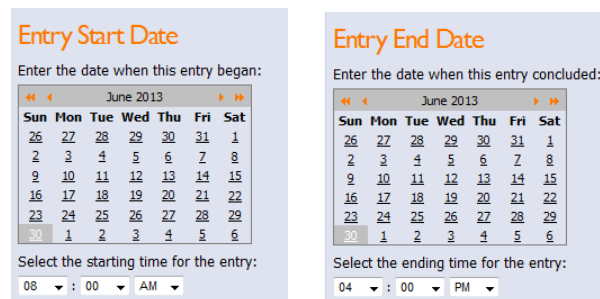 Entry Start Date
Enter the date when this entry began:
June 2013
Sun Mon Tue Wed Thu Fri Sat
26 27 28 29 30 31 1
2 3 4 5 6 7 8
9 10 11 12 13 14 15
16 17 18 19 20 21 22
23 24 25 26 27 28 29
30 1 2 3 4 5 6
Select the starting time for the entry:
08 : 00 AM
Entry End Date
Enter the date when this entry concluded:
June 2013
Sun Mon Tue Wed Thu Fri Sat
26 27 28 29 30 31 1
2 3 4 5 6 7 8
9 10 11 12 13 14 15
16 17 18 19 20 21 22
23 24 25 26 27 28 29
30 1 2 3 4 5 6
Select the ending time for the entry:
04 : 00 PM